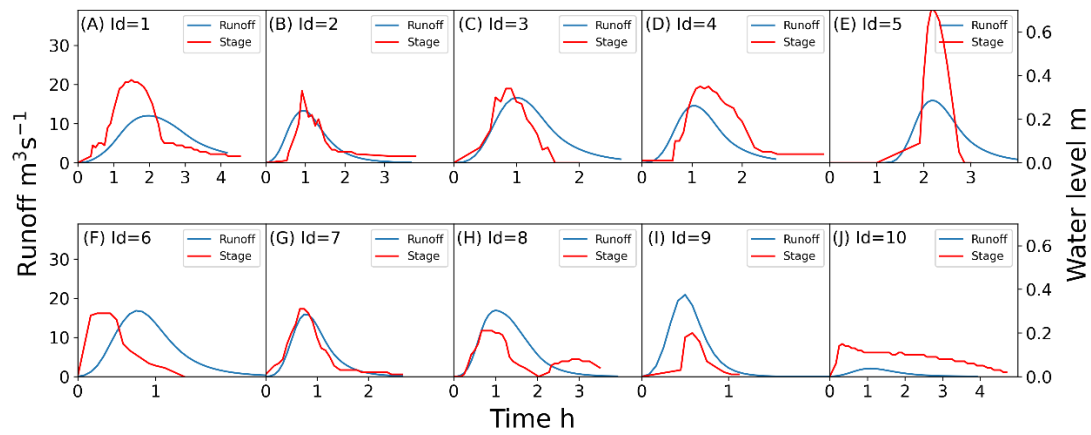 (A) Id=1 Runoff Stage
(B) Id=2 Runoff Stage
(C) Id=3 Runoff Stage
(D) Id=4 Runoff Stage
(E) Id=5 Runoff Stage
30
20
10
0
0 1 2 3 4
0 1 2 3
0 1 2
0 1 2
0 1 2 3
0.6
0.4
0.2
0.0
(F) Id=6 Runoff Stage
(G) Id=7 Runoff Stage
(H) Id=8 Runoff Stage
(I) Id=9 Runoff Stage
(J) Id=10 Runoff Stage
30
20
10
0
0 1
0 1 2
0 1 2 3
0 1
0 1 2 3 4
0.6
0.4
0.2
0.0
Runoff m³s⁻¹
Water level m
Time h